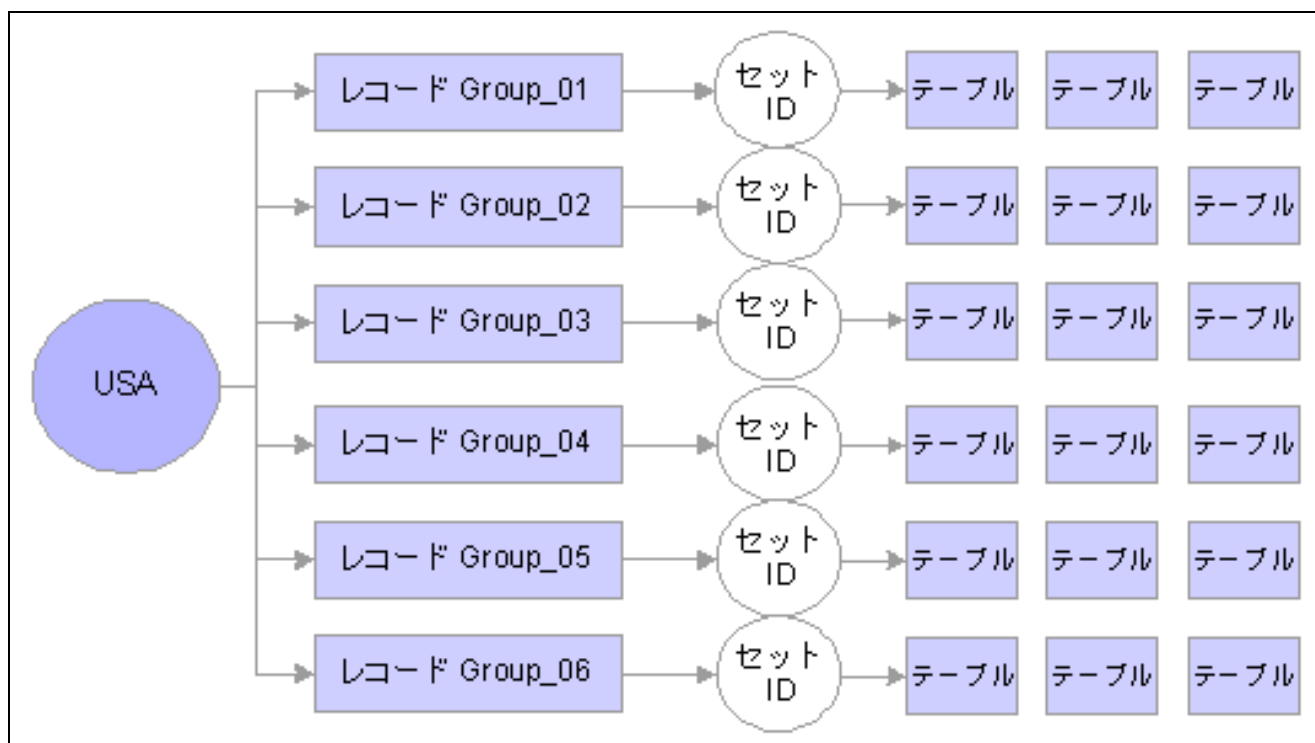 USA
レコード Group_01
セット
ID
テーブル
テーブル
テーブル
レコード Group_02
セット
ID
テーブル
テーブル
テーブル
レコード Group_03
セット
ID
テーブル
テーブル
テーブル
レコード Group_04
セット
ID
テーブル
テーブル
テーブル
レコード Group_05
セット
ID
テーブル
テーブル
テーブル
レコード Group_06
セット
ID
テーブル
テーブル
テーブル